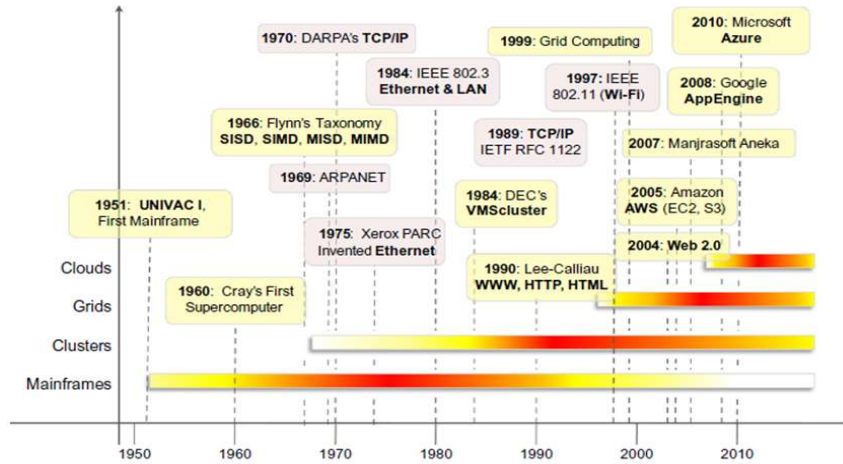 2010: Microsoft
Azure
1970: DARPA's TCP/IP
1999: Grid Computing
1984: IEEE 802.3
Ethernet & LAN
1997: IEEE
802.11 (Wi-Fi)
2008: Google
AppEngine
1966: Flynn's Taxonomy
SISD, SIMD, MISD, MIMD
1989: TCP/IP
IETF RFC 1122
2007: Manjrasoft Aneka
1969: ARPANET
1951: UNIVAC I,
First Mainframe
1984: DEC's
VMScluster
2005: Amazon
AWS (EC2, S3)
1975: Xerox PARC
Invented Ethernet
2004: Web 2.0
Clouds
1990: Lee-Calliau
WWW, HTTP, HTML
1960: Cray's First
Supercomputer
Grids
Clusters
Mainframes
1950 1960 1970 1980 1990 2000 2010